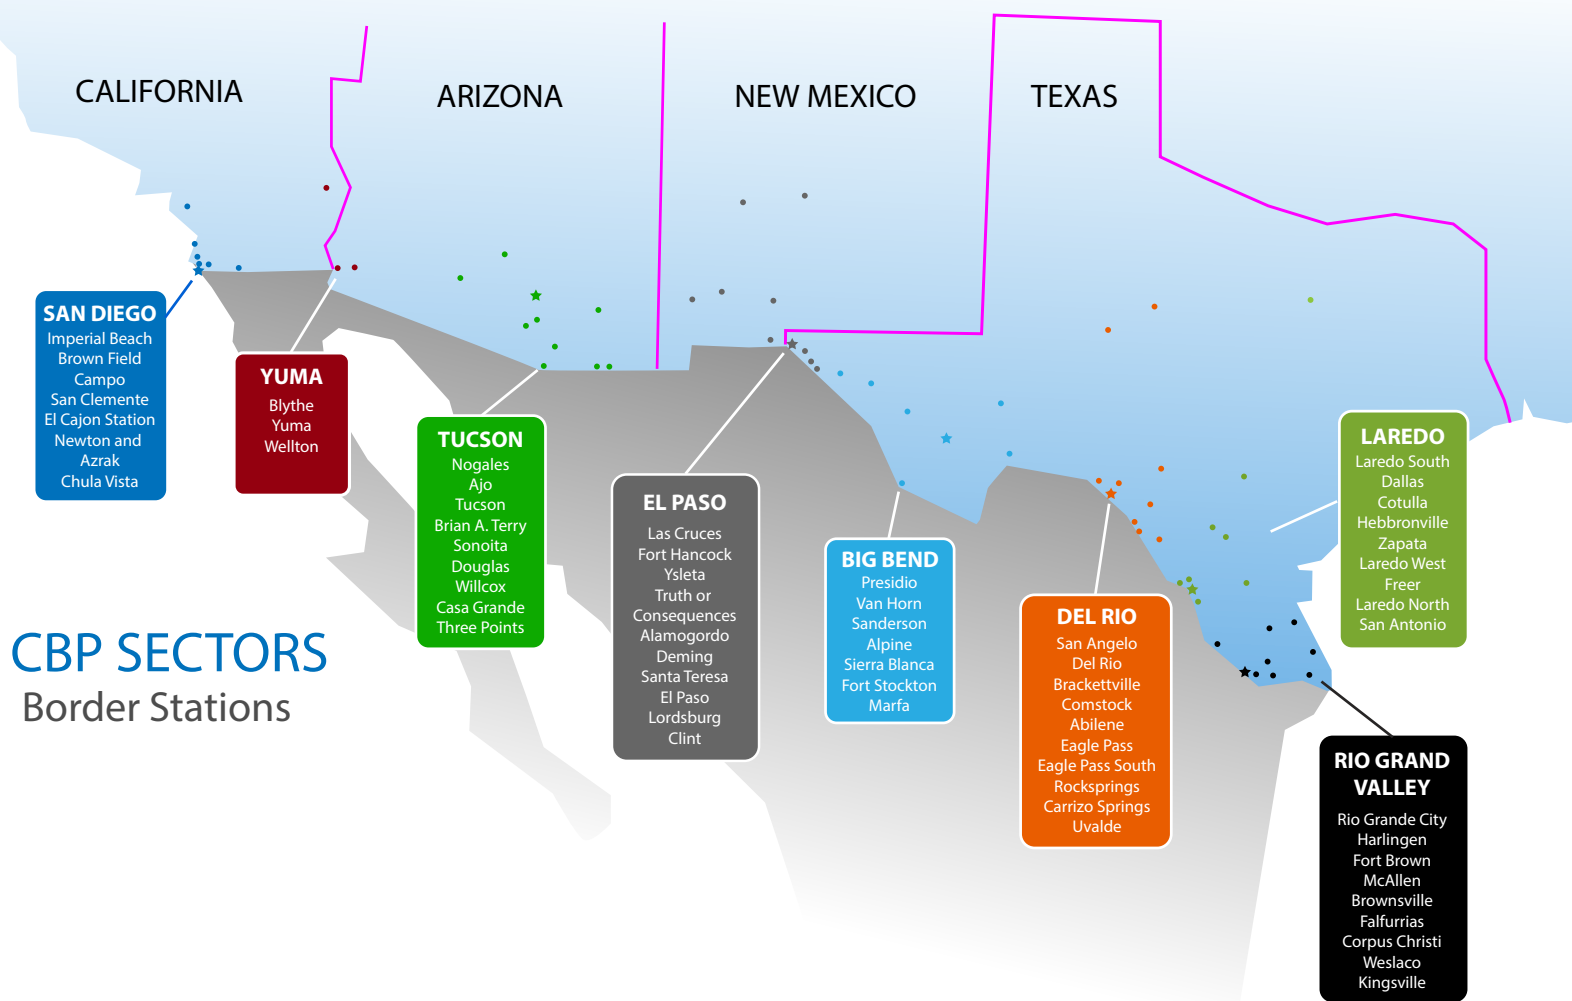 CALIFORNIA
ARIZONA
NEW MEXICO
TEXAS
SAN DIEGO
Imperial Beach
Brown Field
Campo
San Clemente
El Cajon Station
Newton and
Azrak
Chula Vista
YUMA
Blythe
Yuma
Wellton
TUCSON
Nogales
Ajo
Tucson
Brian A. Terry
Sonoita
Douglas
Willcox
Casa Grande
Three Points
EL PASO
Las Cruces
Fort Hancock
Ysleta
Truth or
Consequences
Alamogordo
Deming
Santa Teresa
El Paso
Lordsburg
Clint
BIG BEND
Presidio
Van Horn
Sanderson
Alpine
Sierra Blanca
Fort Stockton
Marfa
DEL RIO
San Angelo
Del Rio
Brackettville
Comstock
Abilene
Eagle Pass
Eagle Pass South
Rocksprings
Carrizo Springs
Uvalde
LAREDO
Laredo South
Dallas
Cotulla
Hebbronville
Zapata
Laredo West
Freer
Laredo North
San Antonio
RIO GRAND
VALLEY
Rio Grande City
Harlingen
Fort Brown
McAllen
Brownsville
Falfurrias
Corpus Christi
Weslaco
Kingsville
CBP SECTORS
Border Stations